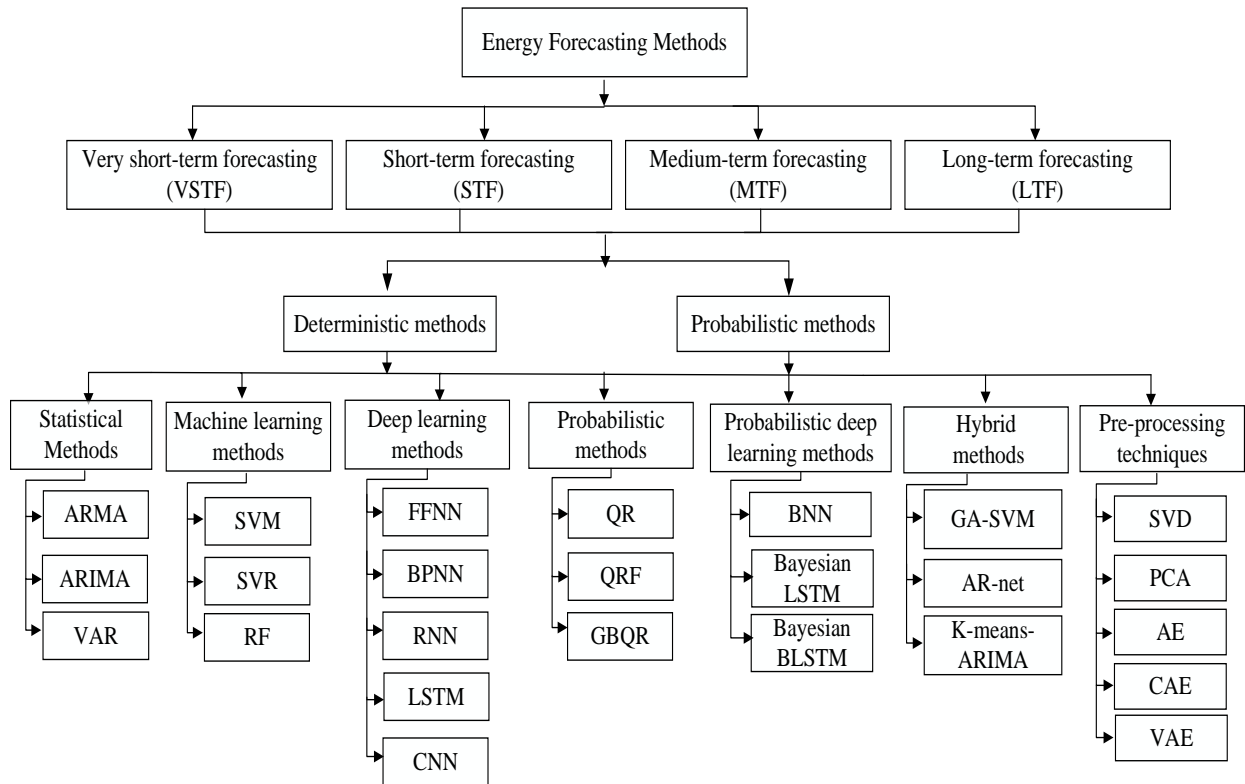 Energy Forecasting Methods
Very short-term forecasting
(VSTF)
Short-term forecasting
(STF)
Medium-term forecasting
(MTF)
Long-term forecasting
(LTF)
Deterministic methods
Probabilistic methods
Statistical
Methods
Machine learning
methods
Deep learning
methods
Probabilistic
methods
Probabilistic deep
learning methods
Hybrid
methods
Pre-processing
techniques
ARMA
ARIMA
VAR
SVM
SVR
RF
FFNN
BPNN
RNN
LSTM
CNN
QR
QRF
GBQR
BNN
Bayesian
LSTM
Bayesian
BLSTM
GA-SVM
AR-net
K-means-
ARIMA
SVD
PCA
AE
CAE
VAE